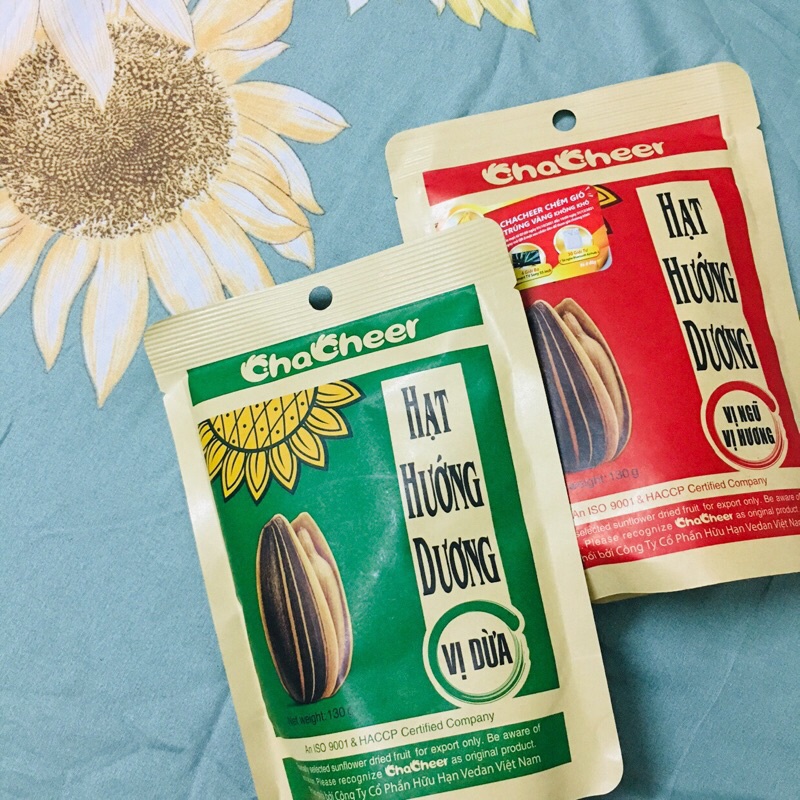 ChaCheer
HẠT
HƯỚNG
DƯƠNG
VỊ DỪA
Net weight: 130
An ISO 9001 & HACCP Certified Company
selected sunflower dried fruit for export only. Be aware of
Please recognize ChaCheer as original product.
bởi Công Ty Cổ Phần Hữu Hạn Vedan Việt Nam
ChaCheer
CHACHEER CHÉM GIÓ
TRÚNG VÀNG KHÔNG KHÓ
HẠT
HƯỚNG
DƯƠNG
VỊ NGŨ
VỊ HƯƠNG
weight: 130 g
An ISO 9001 & HACCP Certified Company
selected sunflower dried fruit for export only. Be aware of
Please recognize ChaCheer as original product.
bởi Công Ty Cổ Phần Hữu Hạn Vedan Việt Nam